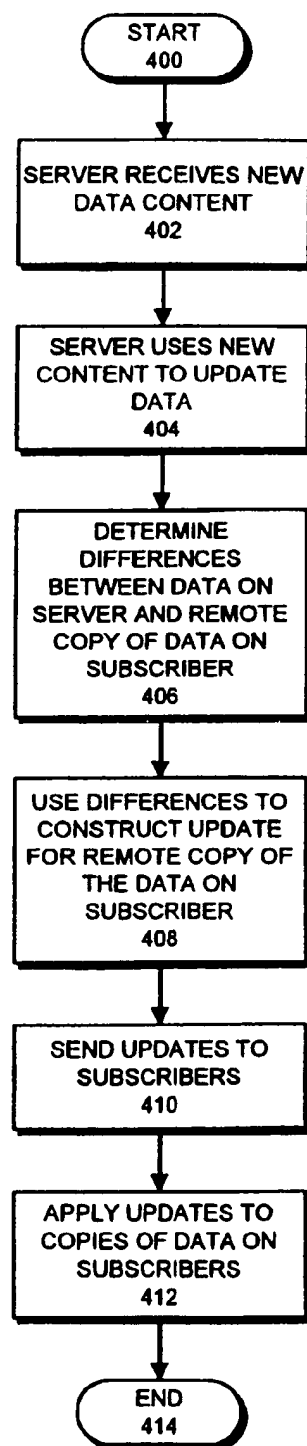 START
400
SERVER RECEIVES NEW
DATA CONTENT
402
SERVER USES NEW
CONTENT TO UPDATE
DATA
404
DETERMINE
DIFFERENCES
BETWEEN DATA ON
SERVER AND REMOTE
COPY OF DATA ON
SUBSCRIBER
406
USE DIFFERENCES TO
CONSTRUCT UPDATE
FOR REMOTE COPY OF
THE DATA ON
SUBSCRIBER
408
SEND UPDATES TO
SUBSCRIBERS
410
APPLY UPDATES TO
COPIES OF DATA ON
SUBSCRIBERS
412
END
414